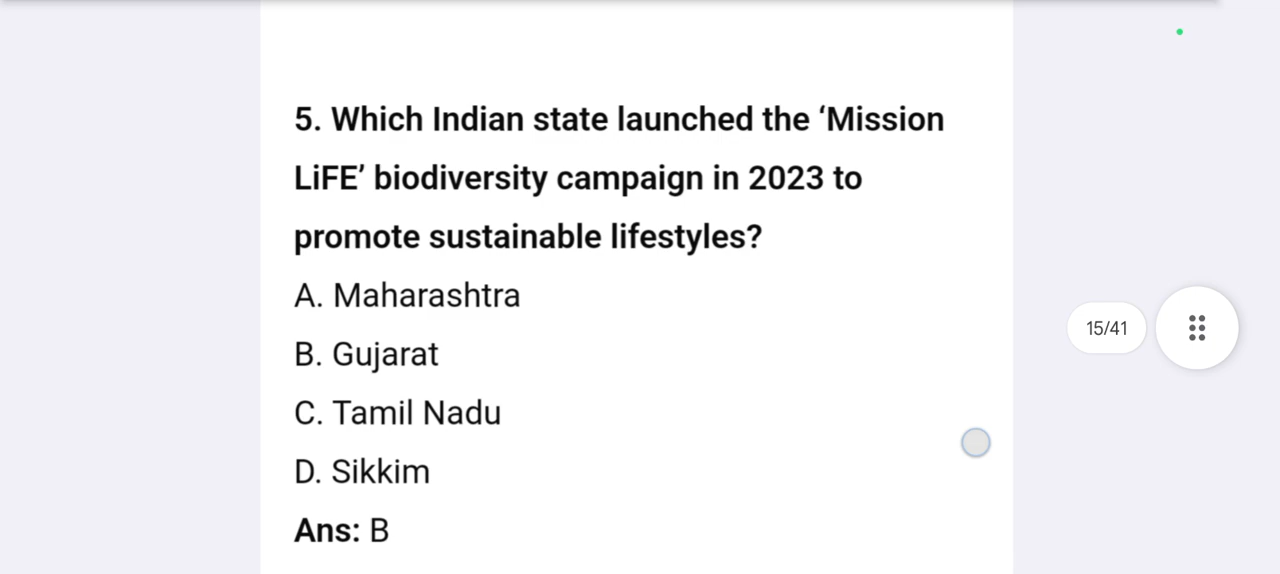 5. Which Indian state launched the ‘Mission
LiFE’ biodiversity campaign in 2023 to
promote sustainable lifestyles?
A. Maharashtra
B. Gujarat
C. Tamil Nadu
D. Sikkim
Ans: B
15/41